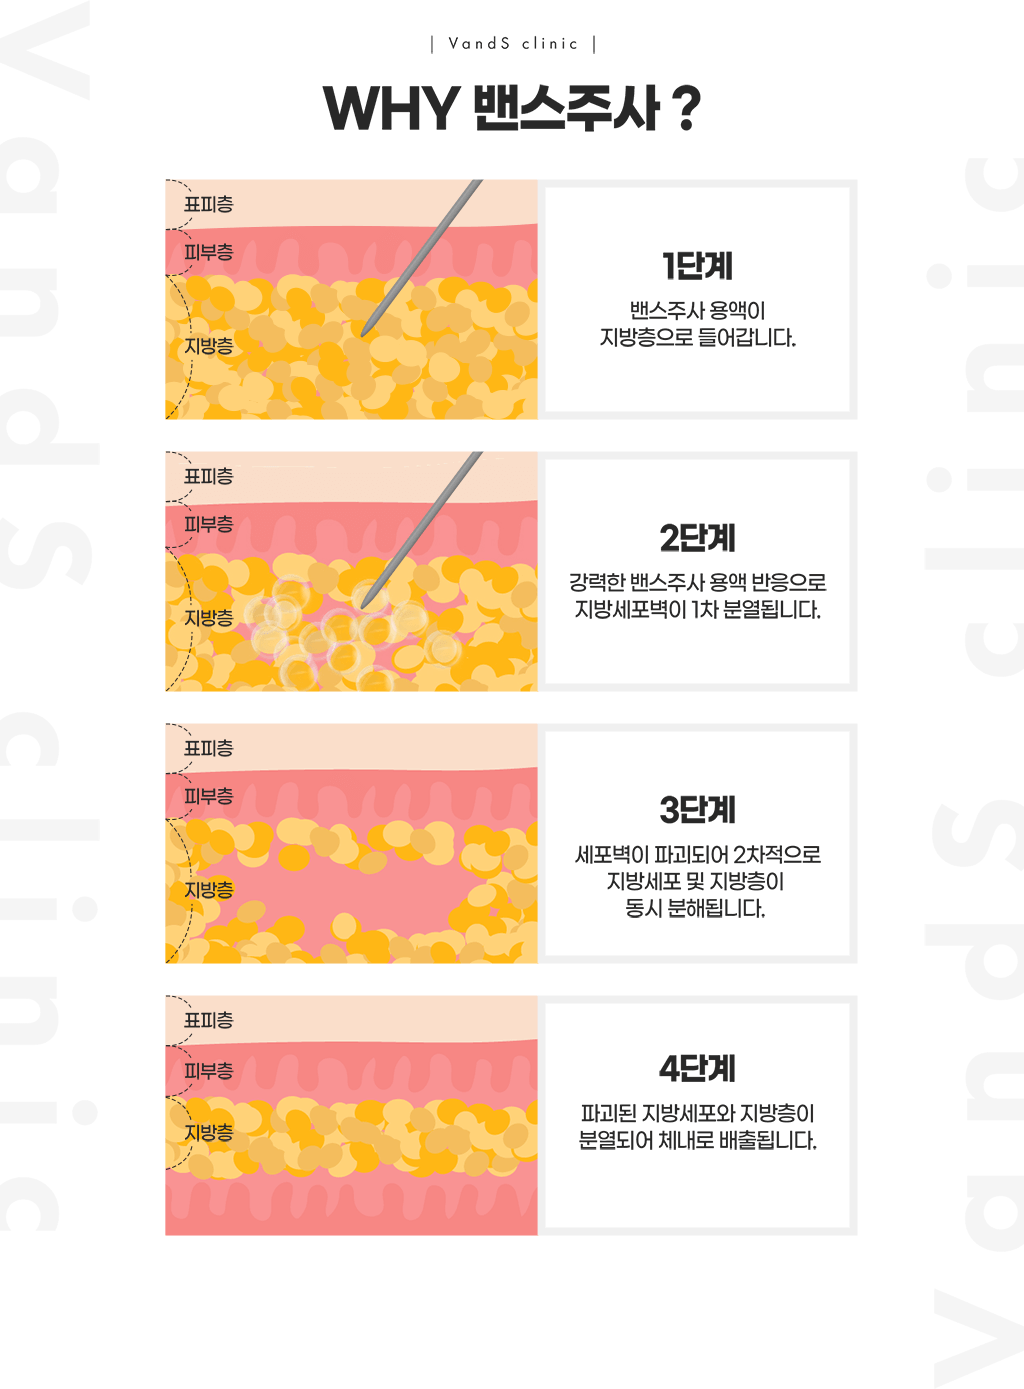 | VandS clinic |
WHY 밴스주사 ?
표피층
피부층
지방층
1단계
밴스주사 용액이
지방층으로 들어갑니다.
표피층
피부층
지방층
2단계
강력한 밴스주사 용액 반응으로
지방세포벽이 1차 분열됩니다.
표피층
피부층
지방층
3단계
세포벽이 파괴되어 2차적으로
지방세포 및 지방층이
동시 분해됩니다.
표피층
피부층
지방층
4단계
파괴된 지방세포와 지방층이
분열되어 체내로 배출됩니다.
Vands clinic
Vands clinic